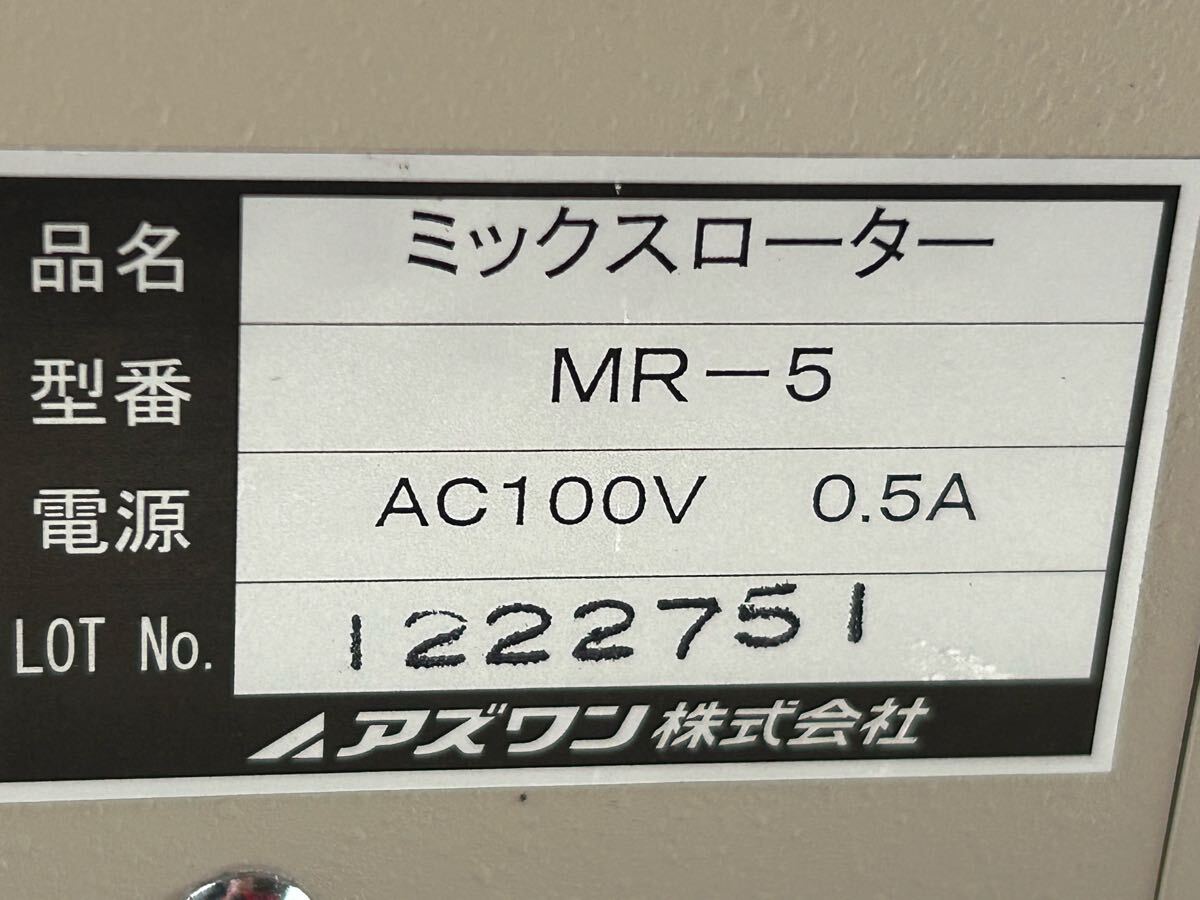 品名 ミックスローター
型番 MR-5
電源 AC100V 0.5A
LOT No. 1222751
アズワン株式会社